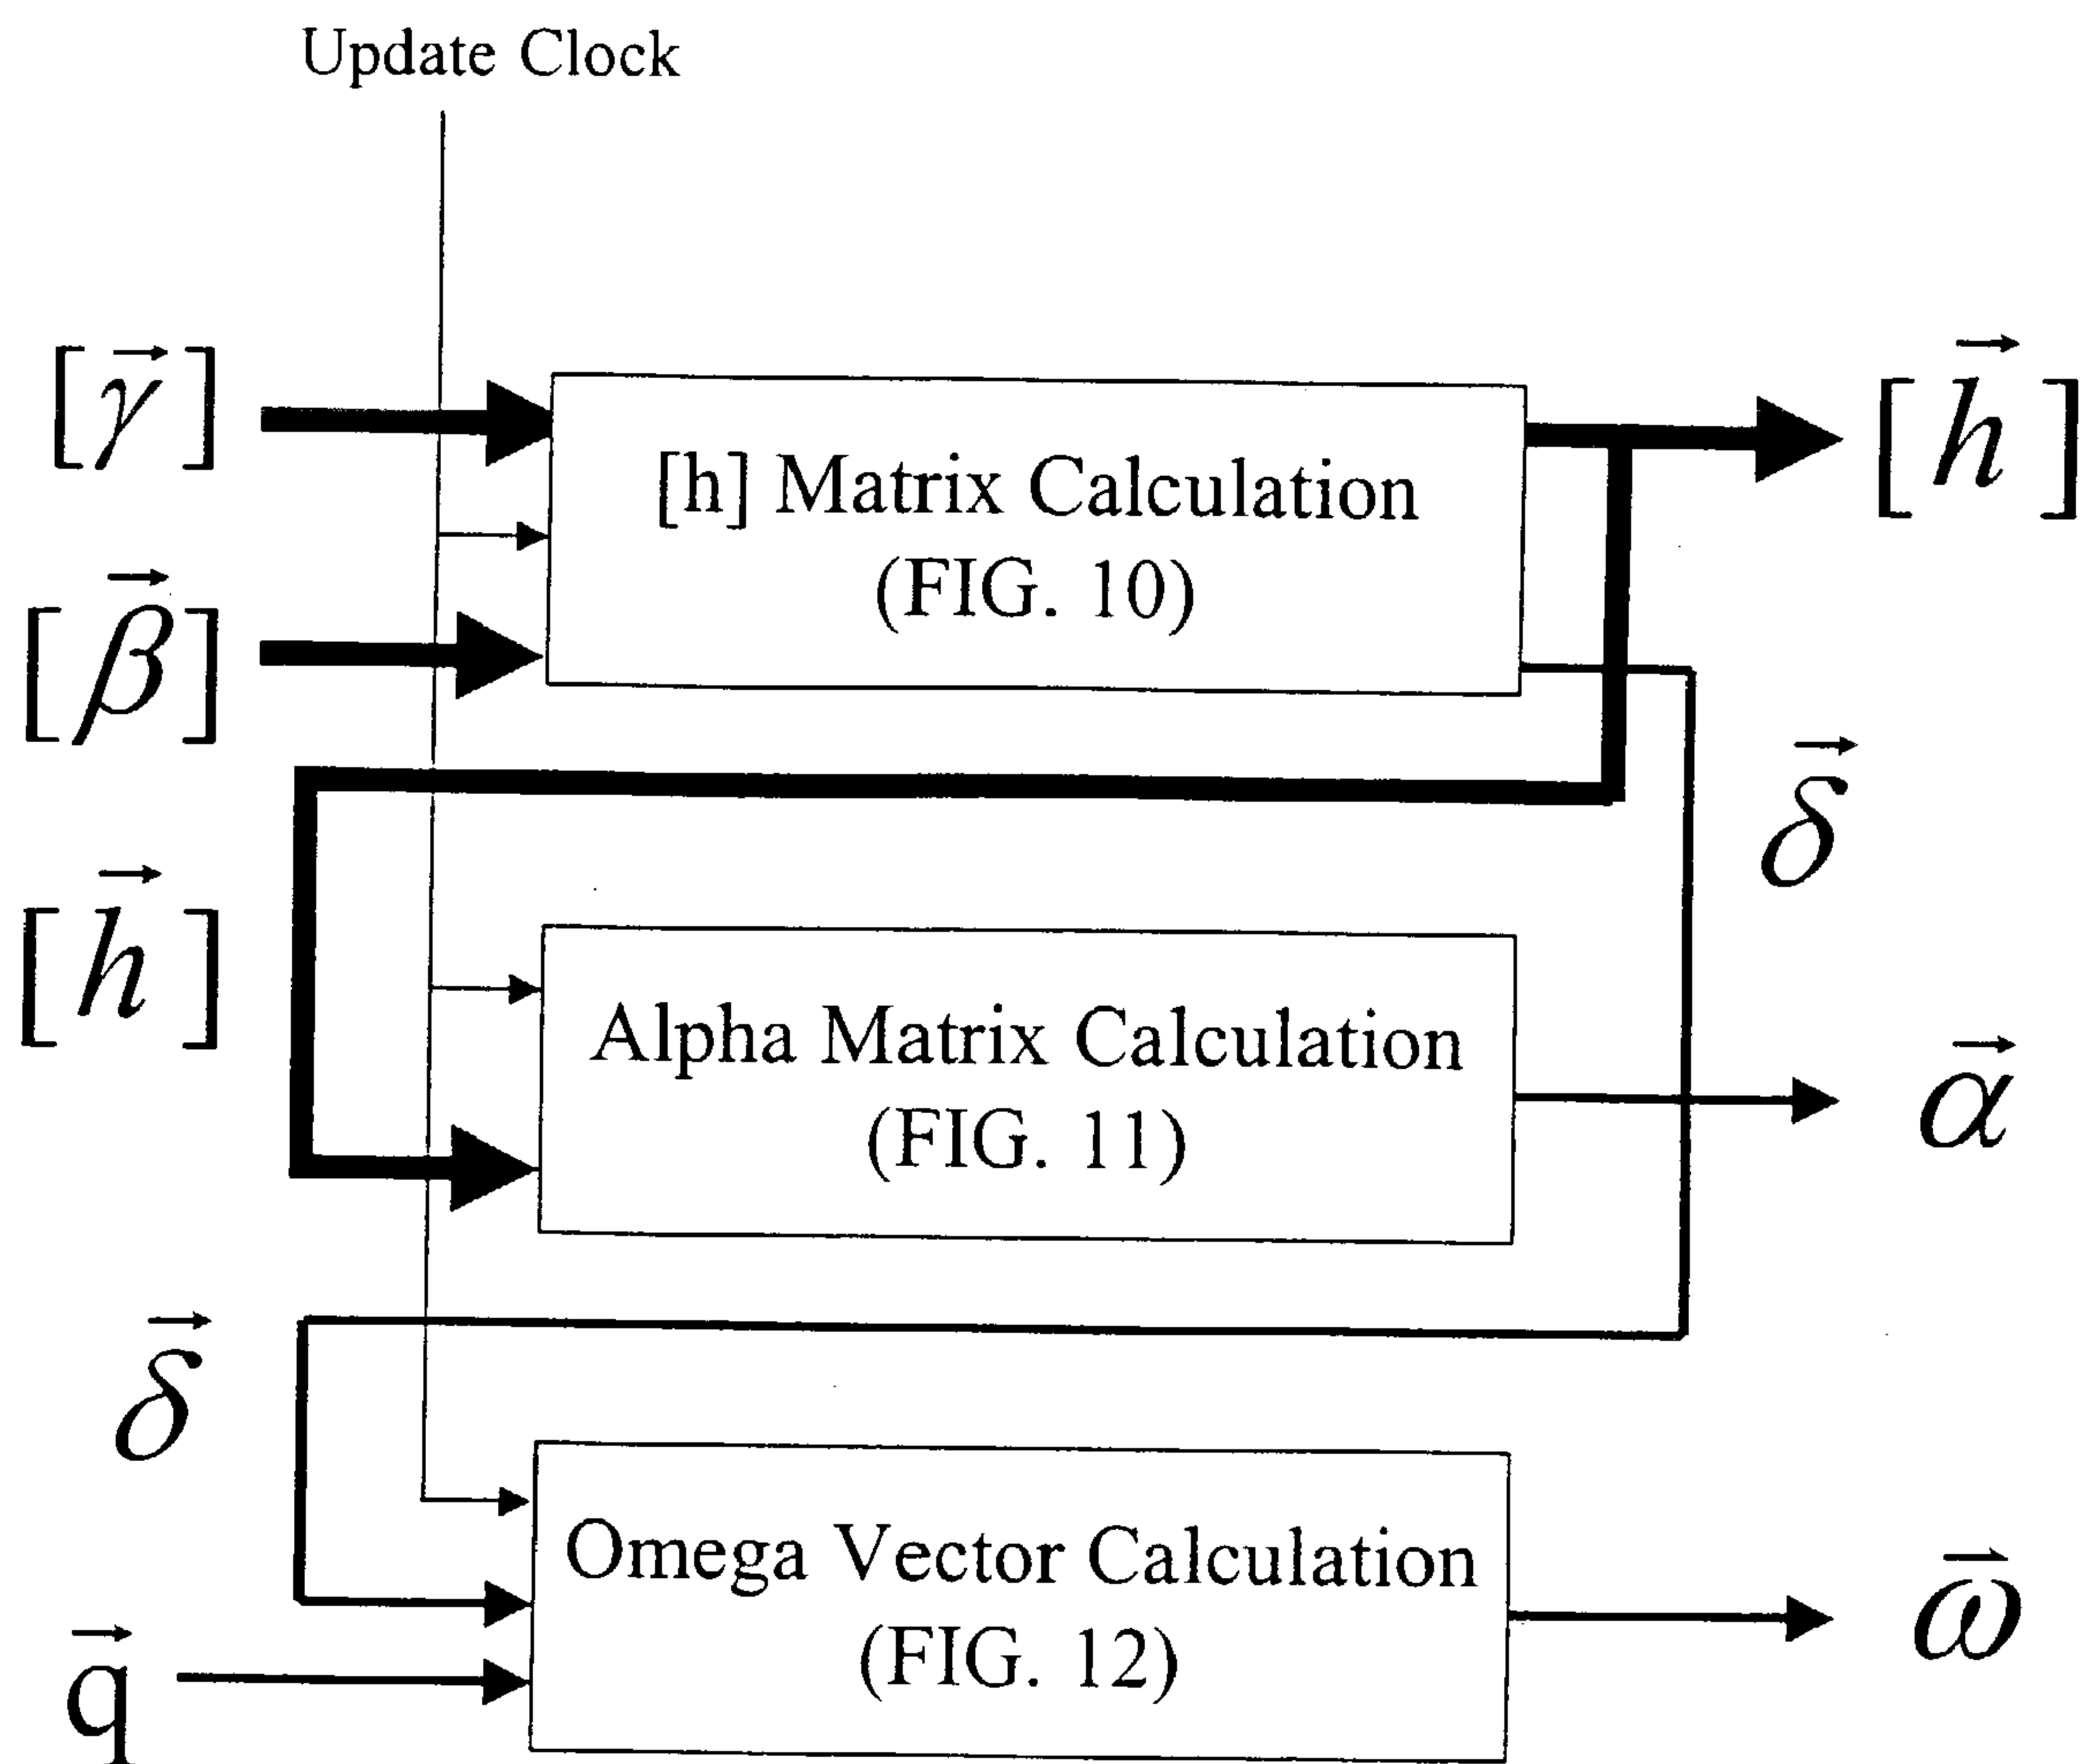 Update Clock
[γ⃗]
[h] Matrix Calculation
(FIG. 10)
[h⃗]
[β⃗]
δ⃗
[h⃗]
Alpha Matrix Calculation
(FIG. 11)
α⃗
δ⃗
Omega Vector Calculation
(FIG. 12)
ω⃗
q⃗